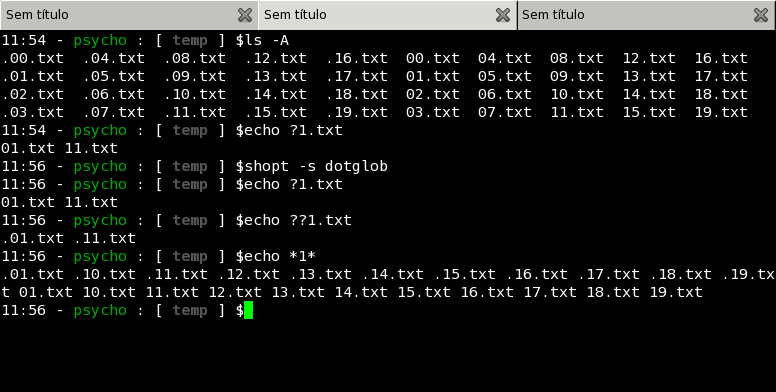 Sem título Sem título Sem título
11:54 - psycho : [ temp ] $ls -A
.00.txt .04.txt .08.txt .12.txt .16.txt 00.txt 04.txt 08.txt 12.txt 16.txt
.01.txt .05.txt .09.txt .13.txt .17.txt 01.txt 05.txt 09.txt 13.txt 17.txt
.02.txt .06.txt .10.txt .14.txt .18.txt 02.txt 06.txt 10.txt 14.txt 18.txt
.03.txt .07.txt .11.txt .15.txt .19.txt 03.txt 07.txt 11.txt 15.txt 19.txt
11:54 - psycho : [ temp ] $echo ?1.txt
01.txt 11.txt
11:56 - psycho : [ temp ] $shopt -s dotglob
11:56 - psycho : [ temp ] $echo ?1.txt
01.txt 11.txt
11:56 - psycho : [ temp ] $echo ??1.txt
.01.txt .11.txt
11:56 - psycho : [ temp ] $echo *1*
.01.txt .10.txt .11.txt .12.txt .13.txt .14.txt .15.txt .16.txt .17.txt .18.txt .19.tx
t 01.txt 10.txt 11.txt 12.txt 13.txt 14.txt 15.txt 16.txt 17.txt 18.txt 19.txt
11:56 - psycho : [ temp ] $